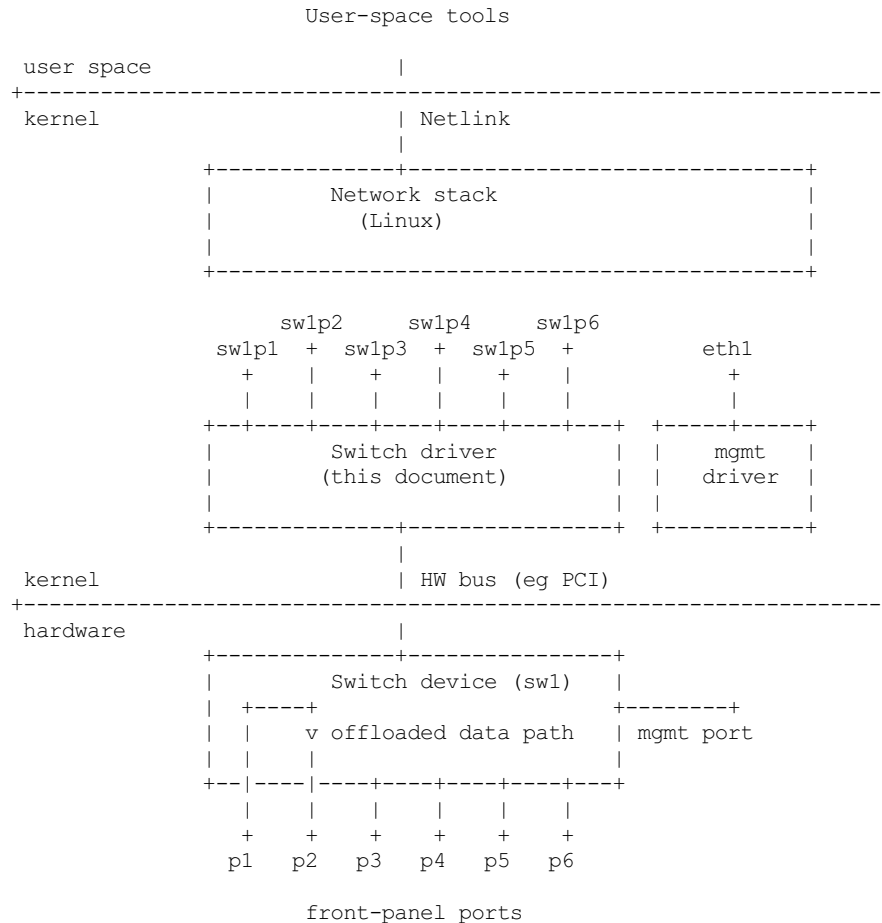 User-space tools
user space
kernel Netlink
Network stack
(Linux)
sw1p2 sw1p4 sw1p6
sw1p1 sw1p3 sw1p5 eth1
Switch driver mgmt
(this document) driver
kernel HW bus (eg PCI)
hardware
Switch device (sw1)
v offloaded data path mgmt port
p1 p2 p3 p4 p5 p6
front-panel ports